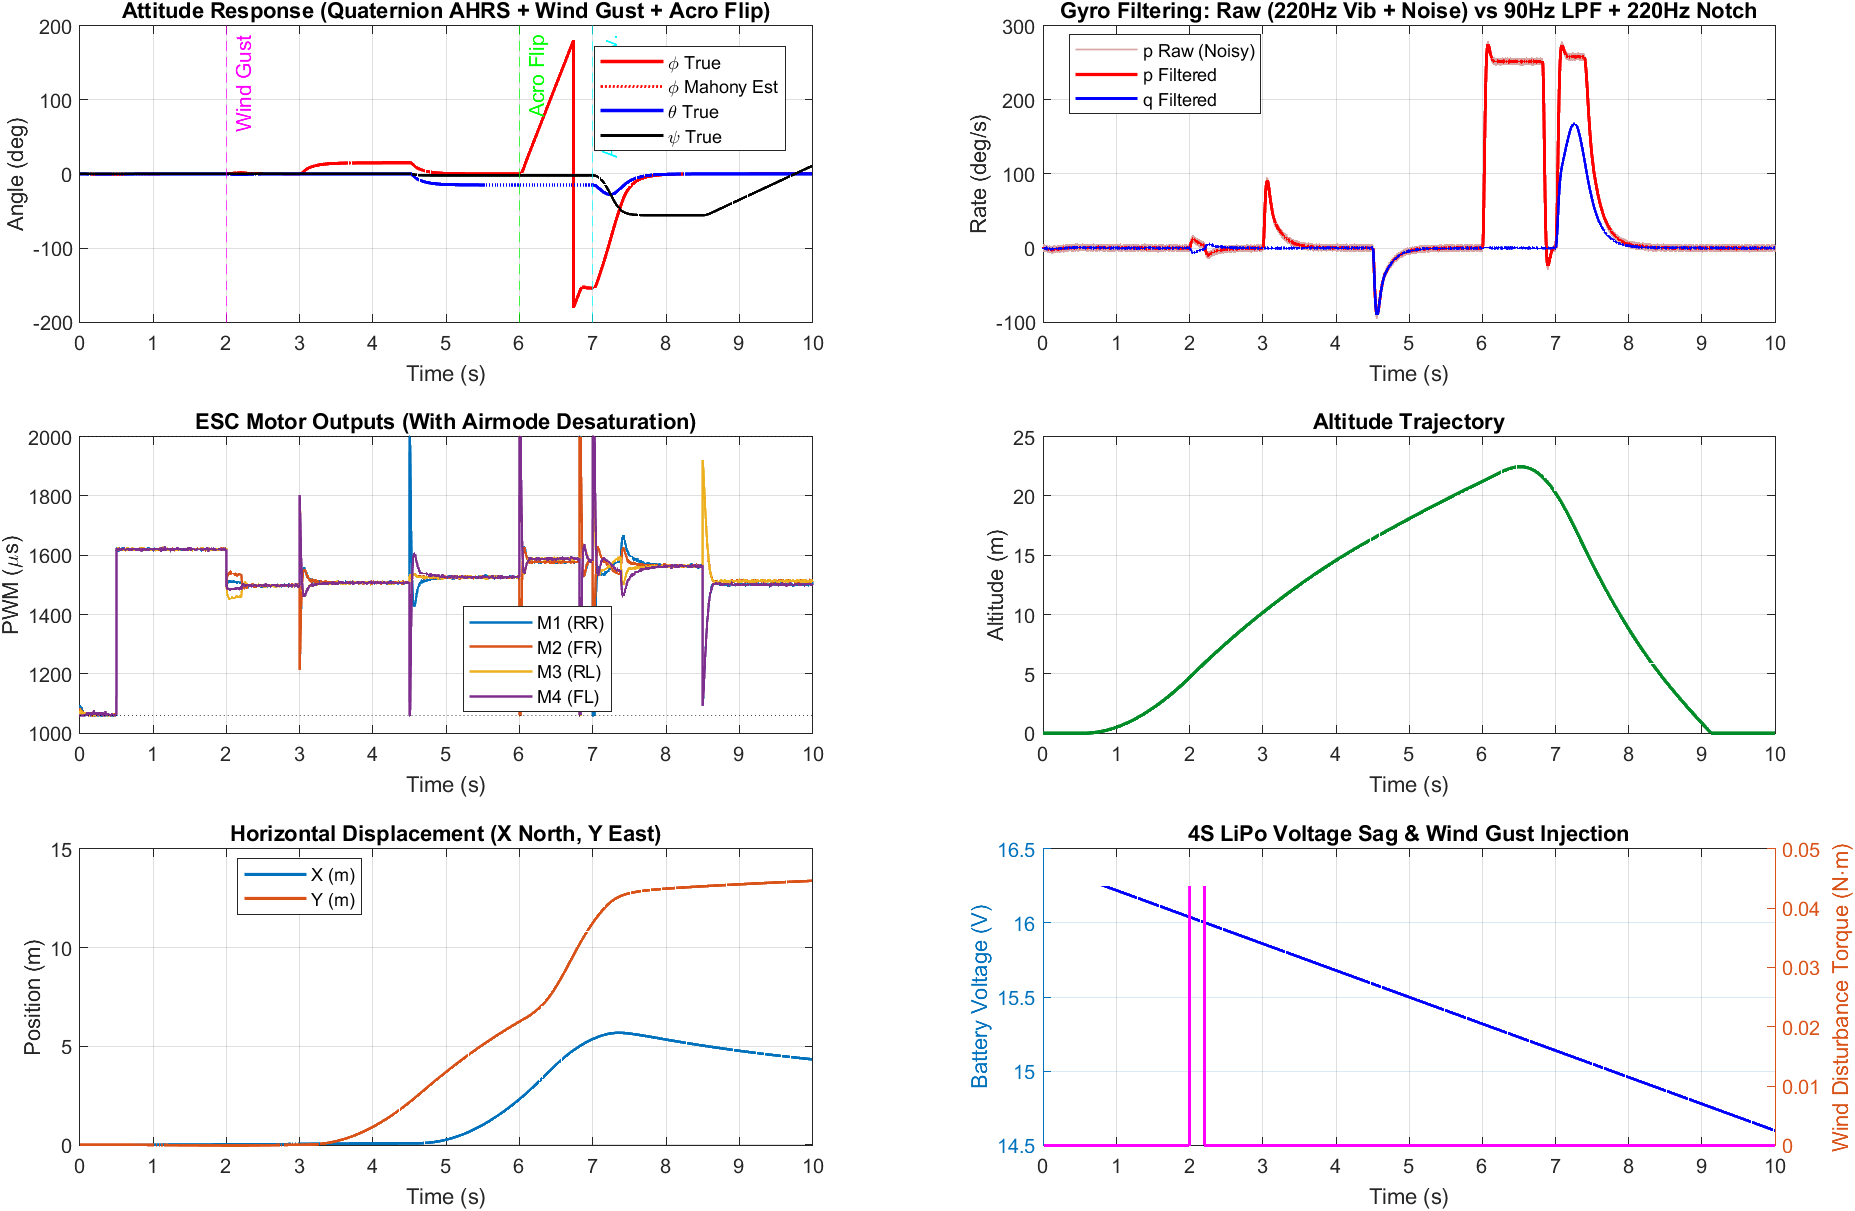 Attitude Response (Quaternion AHRS + Wind Gust + Acro Flip)
200
100
0
-100
-200
Angle (deg)
Wind Gust
Acro Flip
ϕ True
ϕ Mahony Est
θ True
ψ True
0 1 2 3 4 5 6 7 8 9 10
Time (s)
Gyro Filtering: Raw (220Hz Vib + Noise) vs 90Hz LPF + 220Hz Notch
300
200
100
0
-100
Rate (deg/s)
p Raw (Noisy)
p Filtered
q Filtered
0 1 2 3 4 5 6 7 8 9 10
Time (s)
ESC Motor Outputs (With Airmode Desaturation)
2000
1800
1600
1400
1200
1000
PWM (μs)
M1 (RR)
M2 (FR)
M3 (RL)
M4 (FL)
0 1 2 3 4 5 6 7 8 9 10
Time (s)
Altitude Trajectory
25
20
15
10
5
0
Altitude (m)
0 1 2 3 4 5 6 7 8 9 10
Time (s)
Horizontal Displacement (X North, Y East)
15
10
5
0
Position (m)
X (m)
Y (m)
0 1 2 3 4 5 6 7 8 9 10
Time (s)
4S LiPo Voltage Sag & Wind Gust Injection
16.5
16
15.5
15
14.5
Battery Voltage (V)
0.05
0.04
0.03
0.02
0.01
0
Wind Disturbance Torque (N·m)
0 1 2 3 4 5 6 7 8 9 10
Time (s)